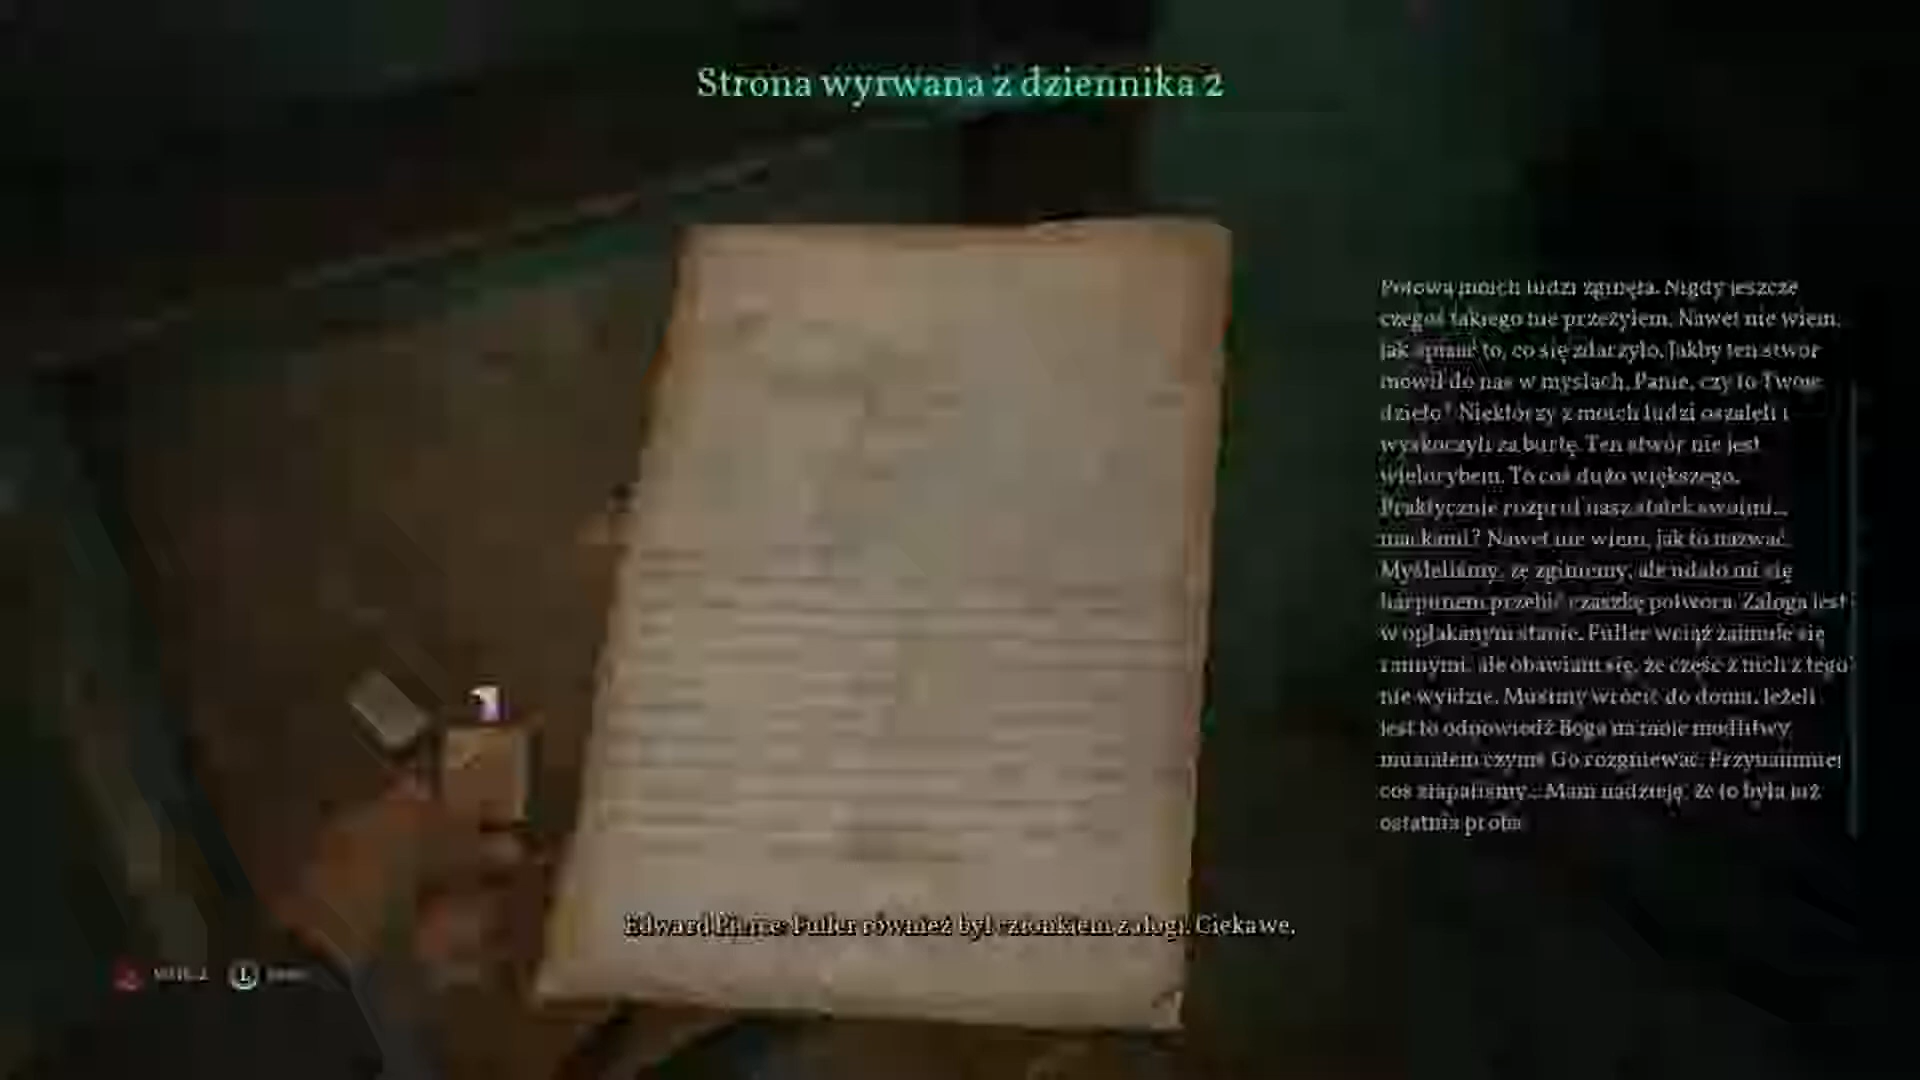 Strona wyrwana z dziennika 2
Połowa moich ludzi zginęła. Nigdy jeszcze
czegoś takiego nie przeżyłem. Nawet nie wiem,
jak spisać to, co się zdarzyło. Jakby ten stwór
mówił do nas w myślach. Panie, czy to Twoje
dzieło? Niektórzy z moich ludzi oszaleli i
wyskoczyli za burtę. Ten stwór nie jest
wielorybem. To coś dużo większego.
Praktycznie rozpruł nasz statek swoimi...
mackami? Nawet nie wiem, jak to nazwać.
Myśleliśmy, że zginiemy, ale udało mi się
harpunem przebić czaszkę potwora. Załoga jest
w opłakanym stanie. Fuller wciąż zajmuje się
rannymi, ale obawiam się, że część z nich z tego
nie wyjdzie. Musimy wrócić do domu. Jeżeli
jest to odpowiedź Boga na moje modlitwy
musiałem czymś Go rozgniewać. Przynajmniej
coś złapaliśmy... Mam nadzieję, że to była już
ostatnia próba
Edward Pierce: Fuller również był członkiem załogi. Ciekawe.
L